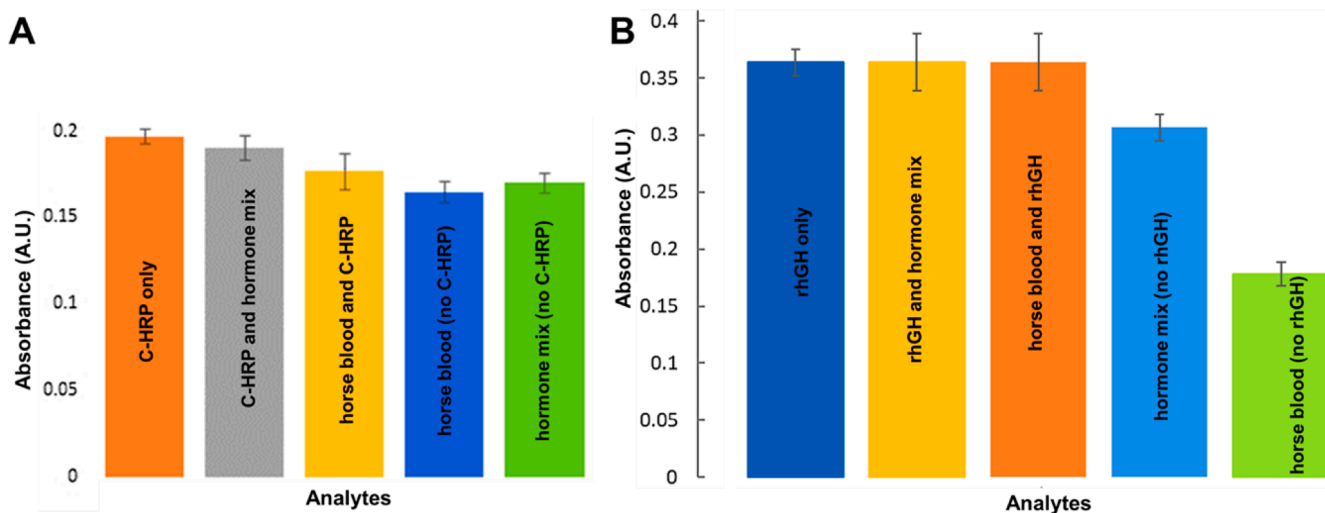 A
Absorbance (A.U.)
0.2
0.15
0.1
0.05
0
C-HRP only
C-HRP and hormone mix
horse blood and C-HRP
horse blood (no C-HRP)
hormone mix (no C-HRP)
Analytes
B
Absorbance (A.U.)
0.4
0.35
0.3
0.25
0.2
0.15
0.1
0.05
0
rhGH only
rhGH and hormone mix
horse blood and rhGH
hormone mix (no rhGH)
horse blood (no rhGH)
Analytes